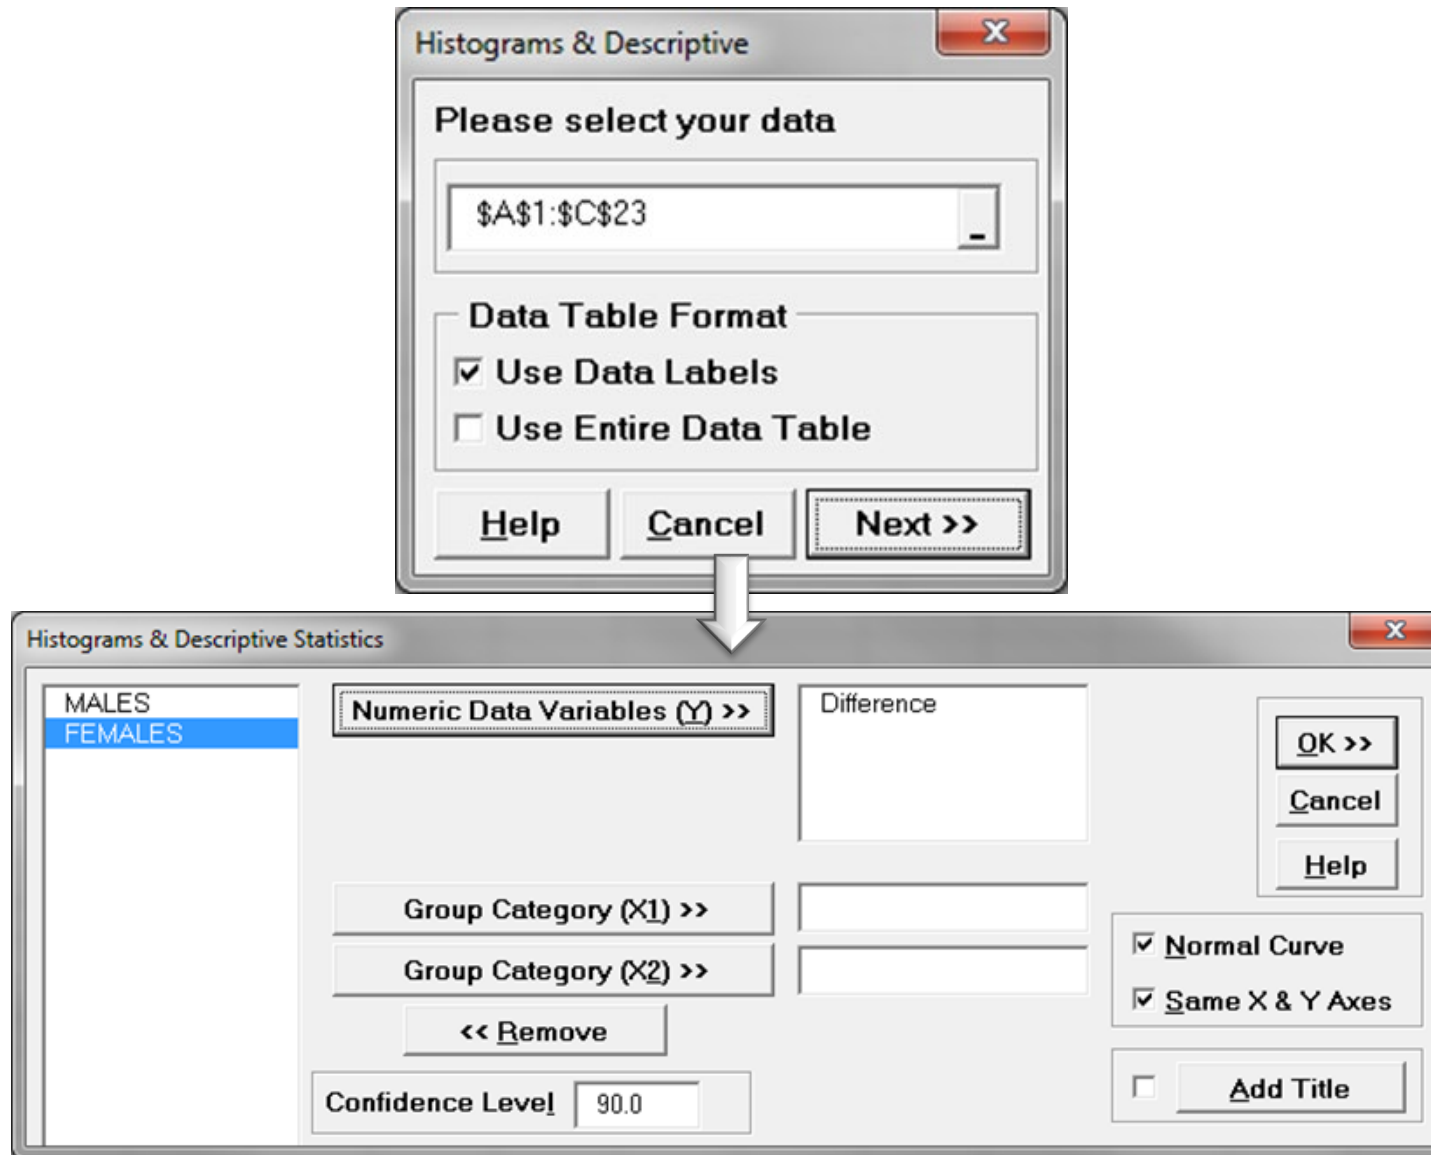 Histograms & Descriptive
Please select your data
$A$1:$C$23
Data Table Format
Use Data Labels
Use Entire Data Table
Help
Cancel
Next >>
Histograms & Descriptive Statistics
MALES
FEMALES
Numeric Data Variables (Y) >>
Difference
OK >>
Cancel
Help
Group Category (X1) >>
Group Category (X2) >>
<< Remove
Normal Curve
Same X & Y Axes
Confidence Level
90.0
Add Title